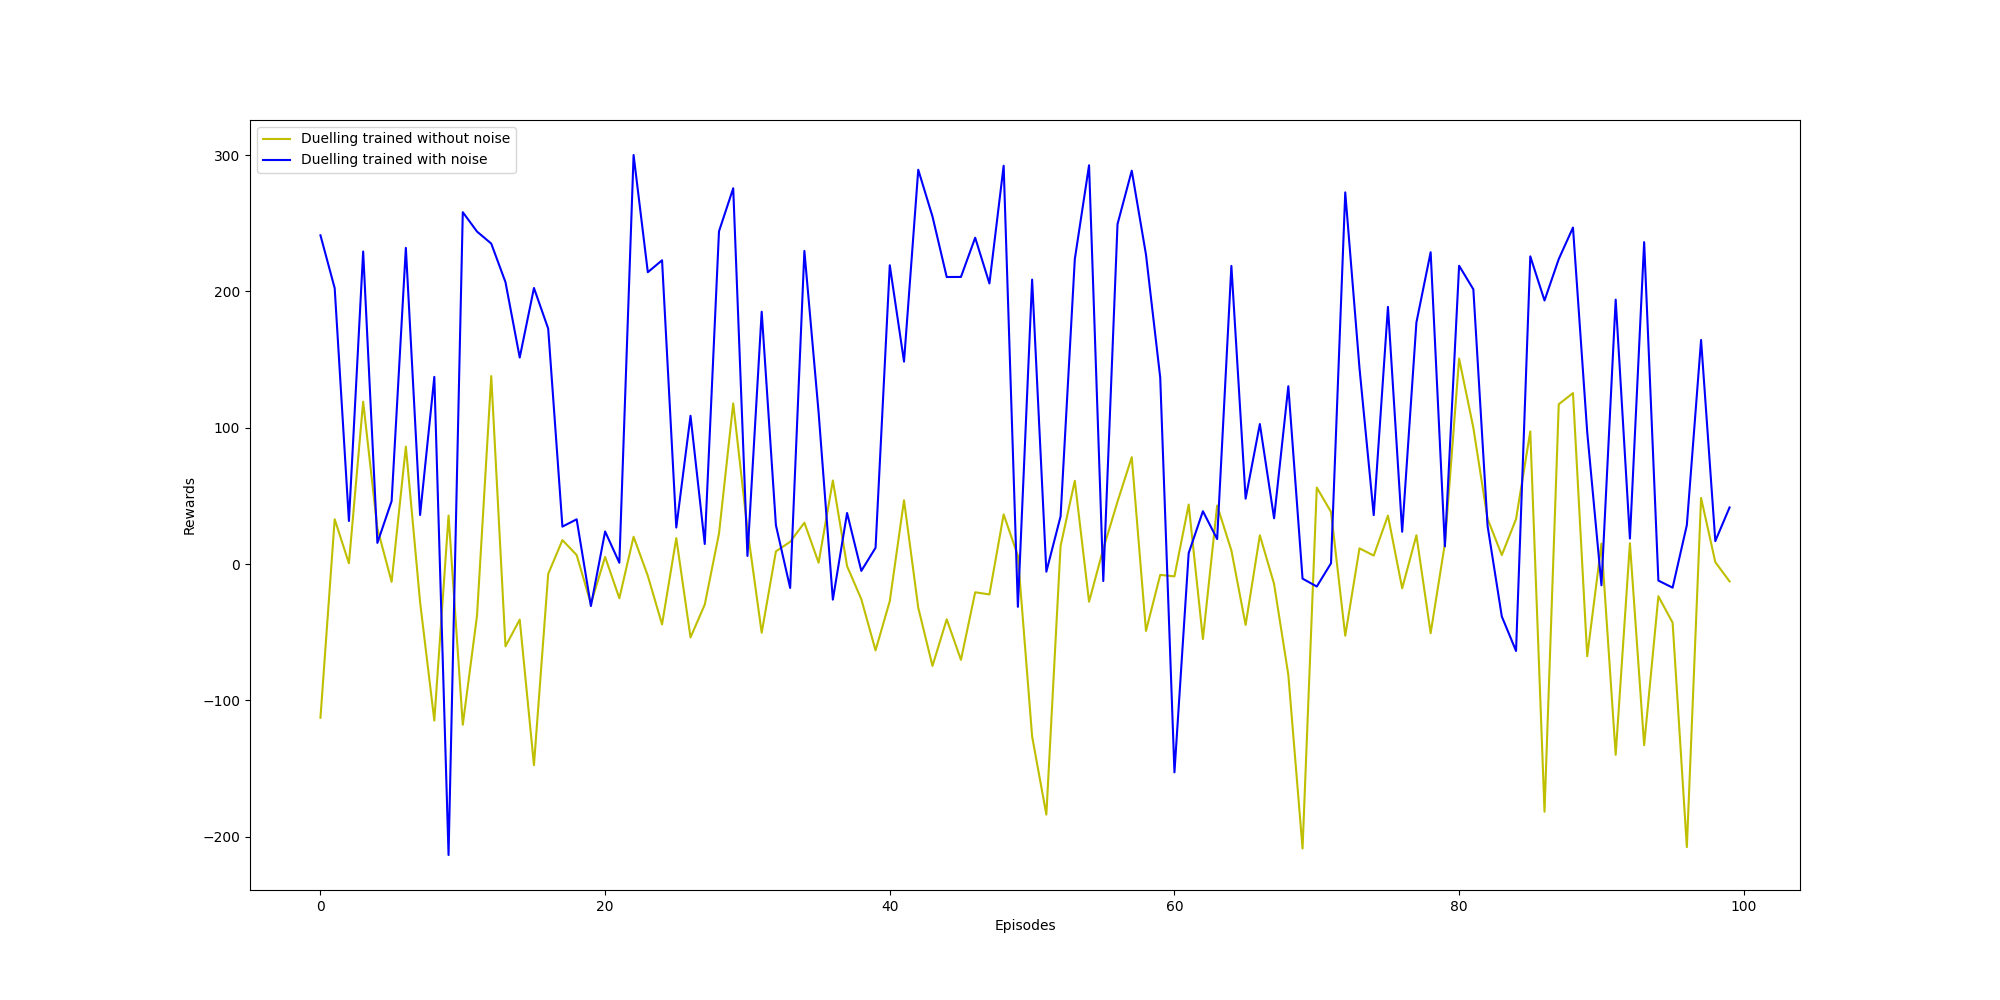 Duelling trained without noise
Duelling trained with noise
300
200
100
0
−100
−200
Rewards
0 20 40 60 80 100
Episodes